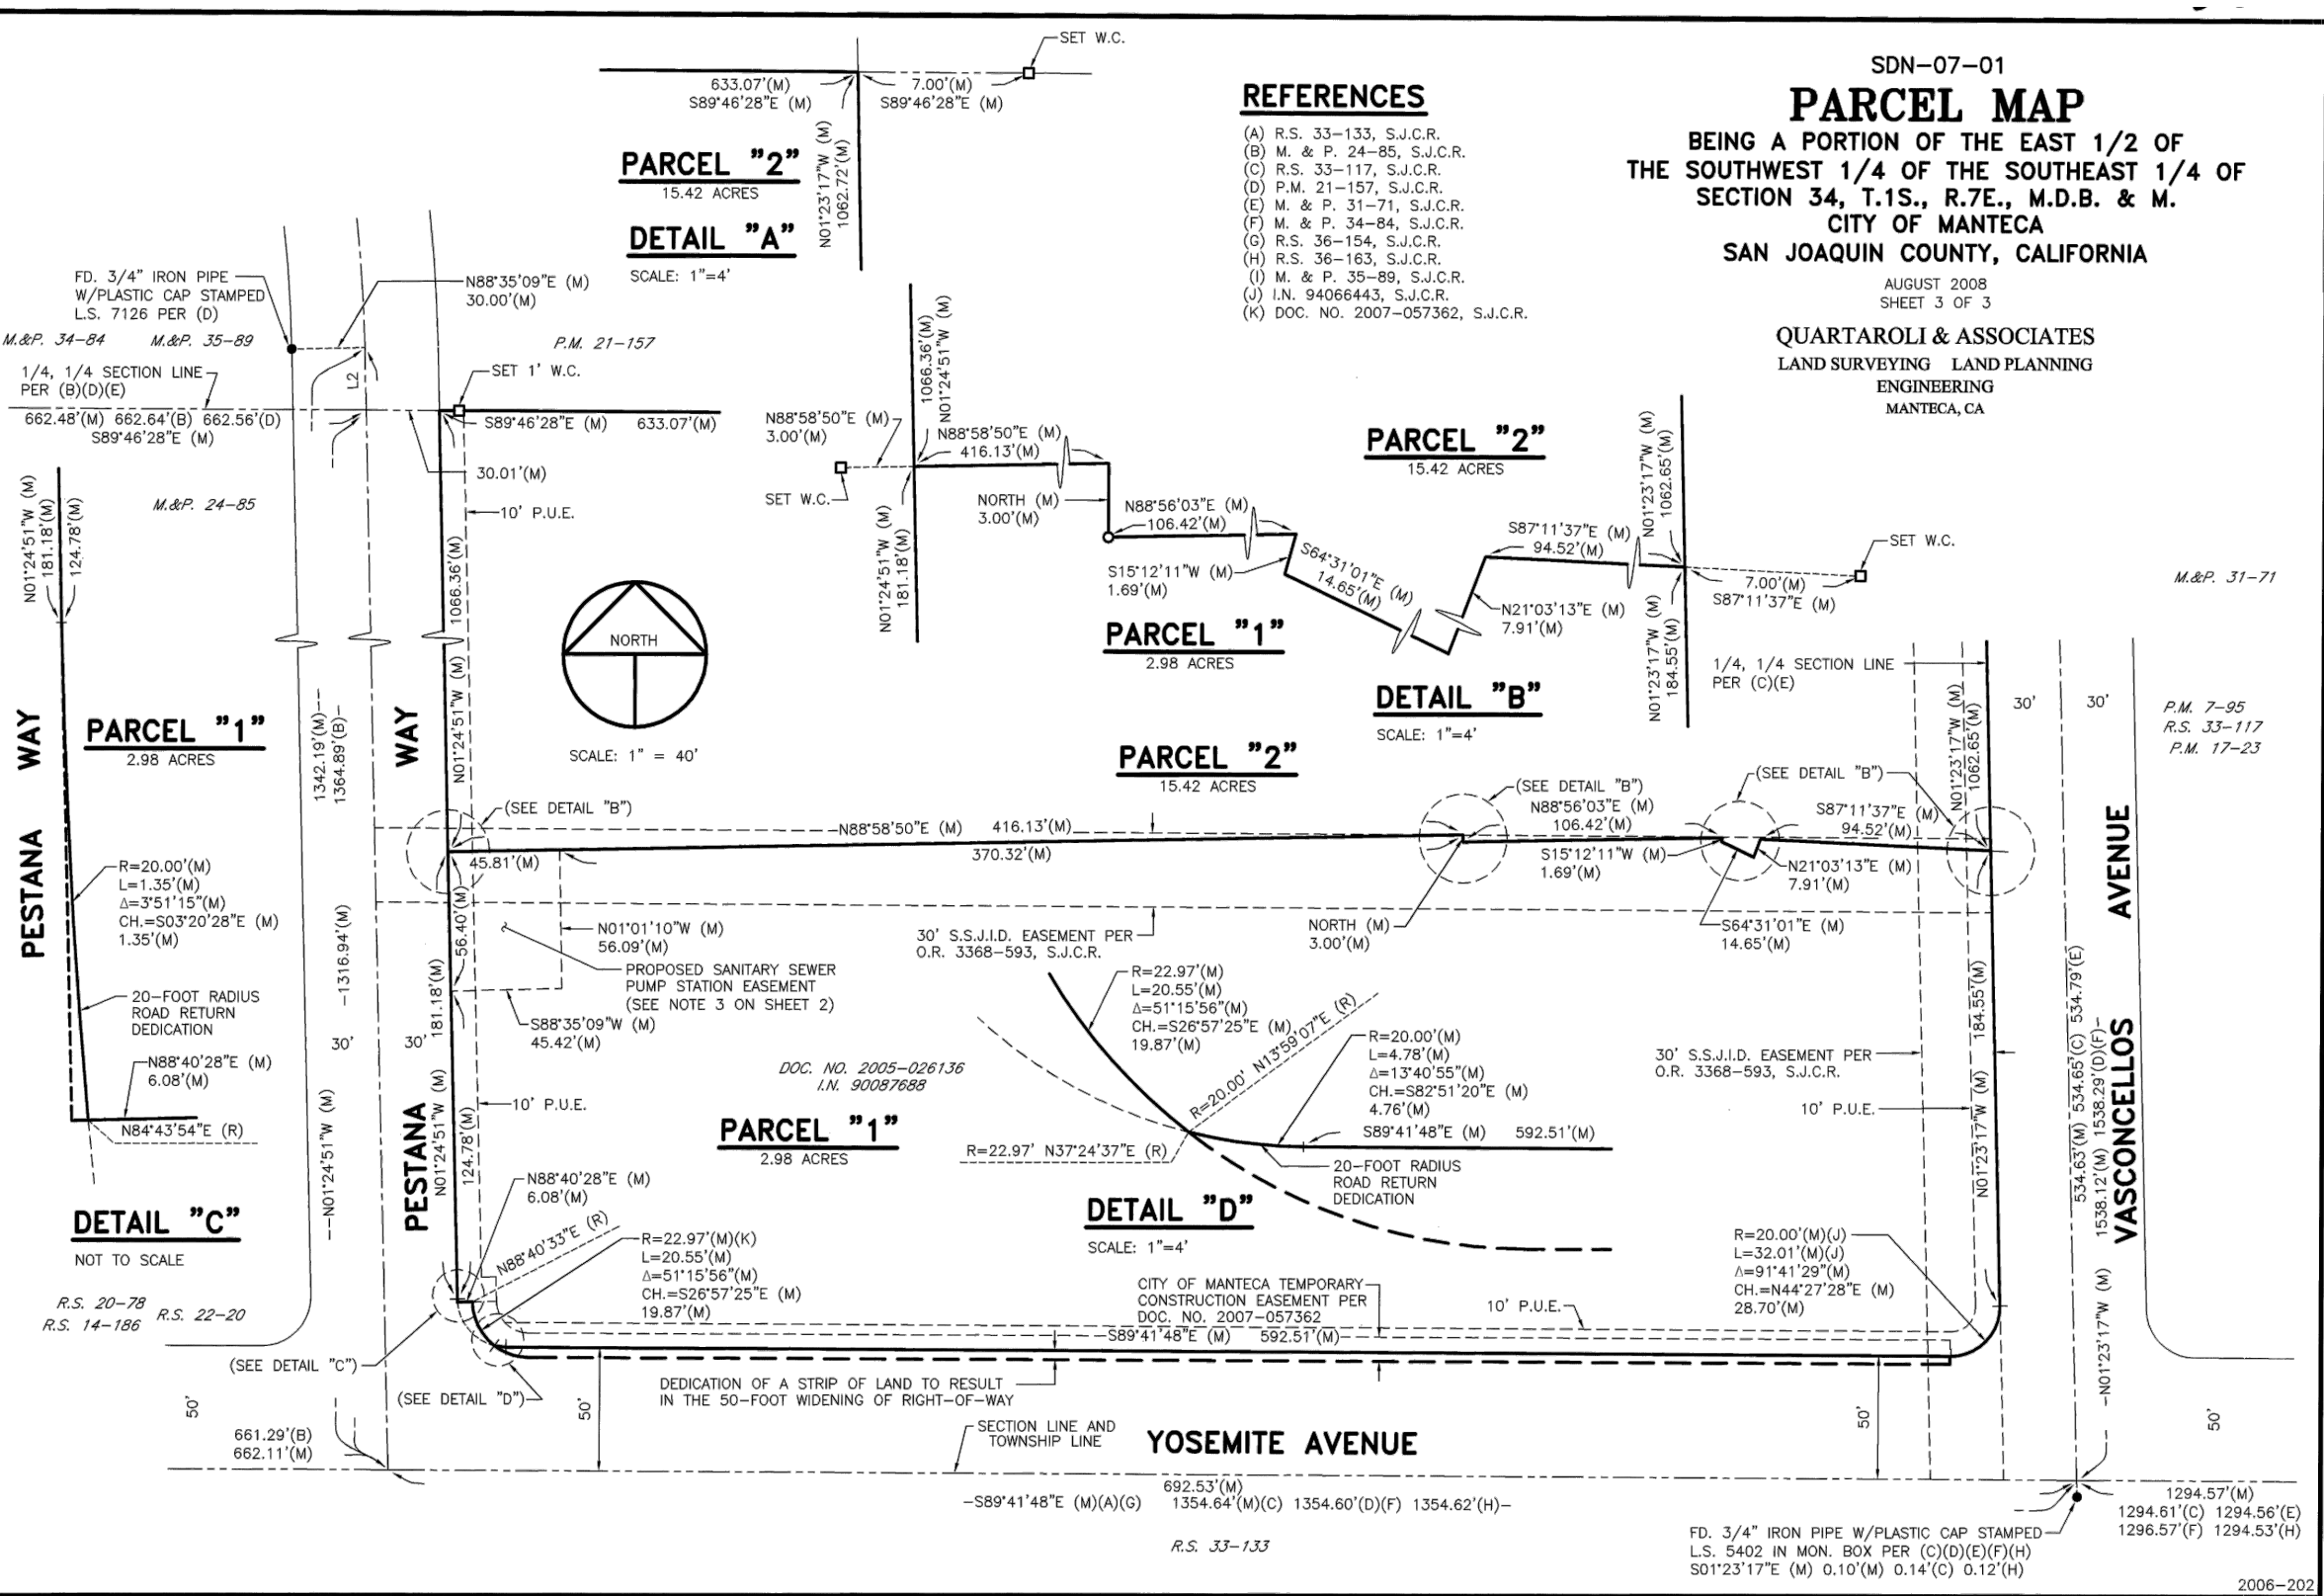 SDN-07-01
PARCEL MAP
BEING A PORTION OF THE EAST 1/2 OF
THE SOUTHWEST 1/4 OF THE SOUTHEAST 1/4 OF
SECTION 34, T.1S., R.7E., M.D.B. & M.
CITY OF MANTECA
SAN JOAQUIN COUNTY, CALIFORNIA
AUGUST 2008
SHEET 3 OF 3
QUARTAROLI & ASSOCIATES
LAND SURVEYING LAND PLANNING
ENGINEERING
MANTECA, CA
REFERENCES
(A) R.S. 33-133, S.J.C.R.
(B) M. & P. 24-85, S.J.C.R.
(C) R.S. 33-117, S.J.C.R.
(D) P.M. 21-157, S.J.C.R.
(E) M. & P. 31-71, S.J.C.R.
(F) M. & P. 34-84, S.J.C.R.
(G) R.S. 36-154, S.J.C.R.
(H) R.S. 36-163, S.J.C.R.
(I) M. & P. 35-89, S.J.C.R.
(J) I.N. 94066443, S.J.C.R.
(K) DOC. NO. 2007-057362, S.J.C.R.
SET W.C.
633.07'(M)
S89°46'28"E (M)
7.00'(M)
S89°46'28"E (M)
N01°23'17"W (M)
1062.72'(M)
PARCEL "2"
15.42 ACRES
DETAIL "A"
SCALE: 1"=4'
FD. 3/4" IRON PIPE
W/PLASTIC CAP STAMPED
L.S. 7126 PER (D)
N88°35'09"E (M)
30.00'(M)
M.&P. 34-84
M.&P. 35-89
P.M. 21-157
1/4, 1/4 SECTION LINE
PER (B)(D)(E)
L2
SET 1' W.C.
662.48'(M) 662.64'(B) 662.56'(D)
S89°46'28"E (M)
S89°46'28"E (M) 633.07'(M)
30.01'(M)
M.&P. 24-85
10' P.U.E.
1066.36'(M)
N01°24'51"W (M)
NORTH
SCALE: 1" = 40'
1066.36'(M)
N01°24'51"W (M)
N88°58'50"E (M)
3.00'(M)
N88°58'50"E (M)
416.13'(M)
SET W.C.
NORTH (M)
3.00'(M)
N01°24'51"W (M)
181.18'(M)
N88°56'03"E (M)
106.42'(M)
S15°12'11"W (M)
1.69'(M)
S64°31'01"E (M)
14.65'(M)
PARCEL "2"
15.42 ACRES
S87°11'37"E (M)
94.52'(M)
N21°03'13"E (M)
7.91'(M)
N01°23'17"W (M)
1062.65'(M)
SET W.C.
7.00'(M)
S87°11'37"E (M)
N01°23'17"W (M)
184.55'(M)
PARCEL "1"
2.98 ACRES
DETAIL "B"
SCALE: 1"=4'
M.&P. 31-71
1/4, 1/4 SECTION LINE
PER (C)(E)
30'
30'
P.M. 7-95
R.S. 33-117
P.M. 17-23
N01°24'51"W (M)
181.18'(M)
124.78'(M)
PESTANA WAY
PARCEL "1"
2.98 ACRES
R=20.00'(M)
L=1.35'(M)
Δ=3°51'15"(M)
CH.=S03°20'28"E (M)
1.35'(M)
20-FOOT RADIUS
ROAD RETURN
DEDICATION
N88°40'28"E (M)
6.08'(M)
N84°43'54"E (R)
DETAIL "C"
NOT TO SCALE
R.S. 20-78
R.S. 14-186
R.S. 22-20
1342.19'(M)
1364.89'(B)
-1316.94'(M)
30'
30'
--N01°24'51"W (M)
PESTANA WAY
PARCEL "2"
15.42 ACRES
(SEE DETAIL "B")
N88°58'50"E (M) 416.13'(M)
45.81'(M)
370.32'(M)
(SEE DETAIL "B")
N88°56'03"E (M)
106.42'(M)
S15°12'11"W (M)
1.69'(M)
(SEE DETAIL "B")
S87°11'37"E (M)
94.52'(M)
N21°03'13"E (M)
7.91'(M)
S64°31'01"E (M)
14.65'(M)
N01°23'17"W (M)
1062.65'(M)
NORTH (M)
3.00'(M)
56.40'(M)
181.18'(M)
N01°24'51"W (M)
124.78'(M)
N01°01'10"W (M)
56.09'(M)
PROPOSED SANITARY SEWER
PUMP STATION EASEMENT
(SEE NOTE 3 ON SHEET 2)
S88°35'09"W (M)
45.42'(M)
30' S.S.J.I.D. EASEMENT PER
O.R. 3368-593, S.J.C.R.
DOC. NO. 2005-026136
I.N. 90087688
10' P.U.E.
PARCEL "1"
2.98 ACRES
R=22.97'(M)
L=20.55'(M)
Δ=51°15'56"(M)
CH.=S26°57'25"E (M)
19.87'(M)
R=20.00' N13°59'07"E (R)
R=20.00'(M)
L=4.78'(M)
Δ=13°40'55"(M)
CH.=S82°51'20"E (M)
4.76'(M)
S89°41'48"E (M) 592.51'(M)
R=22.97' N37°24'37"E (R)
20-FOOT RADIUS
ROAD RETURN
DEDICATION
DETAIL "D"
SCALE: 1"=4'
30' S.S.J.I.D. EASEMENT PER
O.R. 3368-593, S.J.C.R.
10' P.U.E.
184.55'(M)
N01°23'17"W (M)
534.63'(M) 534.65'(C) 534.79'(E)
1538.12'(M) 1538.29'(D)(F)-
-N01°23'17"W (M)
VASCONCELLOS AVENUE
N88°40'28"E (M)
6.08'(M)
N88°40'33"E (R)
R=22.97'(M)(K)
L=20.55'(M)
Δ=51°15'56"(M)
CH.=S26°57'25"E (M)
19.87'(M)
CITY OF MANTECA TEMPORARY
CONSTRUCTION EASEMENT PER
DOC. NO. 2007-057362
10' P.U.E.
S89°41'48"E (M) 592.51'(M)
R=20.00'(M)(J)
L=32.01'(M)(J)
Δ=91°41'29"(M)
CH.=N44°27'28"E (M)
28.70'(M)
(SEE DETAIL "C")
(SEE DETAIL "D")
DEDICATION OF A STRIP OF LAND TO RESULT
IN THE 50-FOOT WIDENING OF RIGHT-OF-WAY
50'
50'
50'
50'
661.29'(B)
662.11'(M)
SECTION LINE AND
TOWNSHIP LINE
YOSEMITE AVENUE
692.53'(M)
-S89°41'48"E (M)(A)(G) 1354.64'(M)(C) 1354.60'(D)(F) 1354.62'(H)-
R.S. 33-133
1294.57'(M)
1294.61'(C) 1294.56'(E)
1296.57'(F) 1294.53'(H)
FD. 3/4" IRON PIPE W/PLASTIC CAP STAMPED
L.S. 5402 IN MON. BOX PER (C)(D)(E)(F)(H)
S01°23'17"E (M) 0.10'(M) 0.14'(C) 0.12'(H)
2006-202